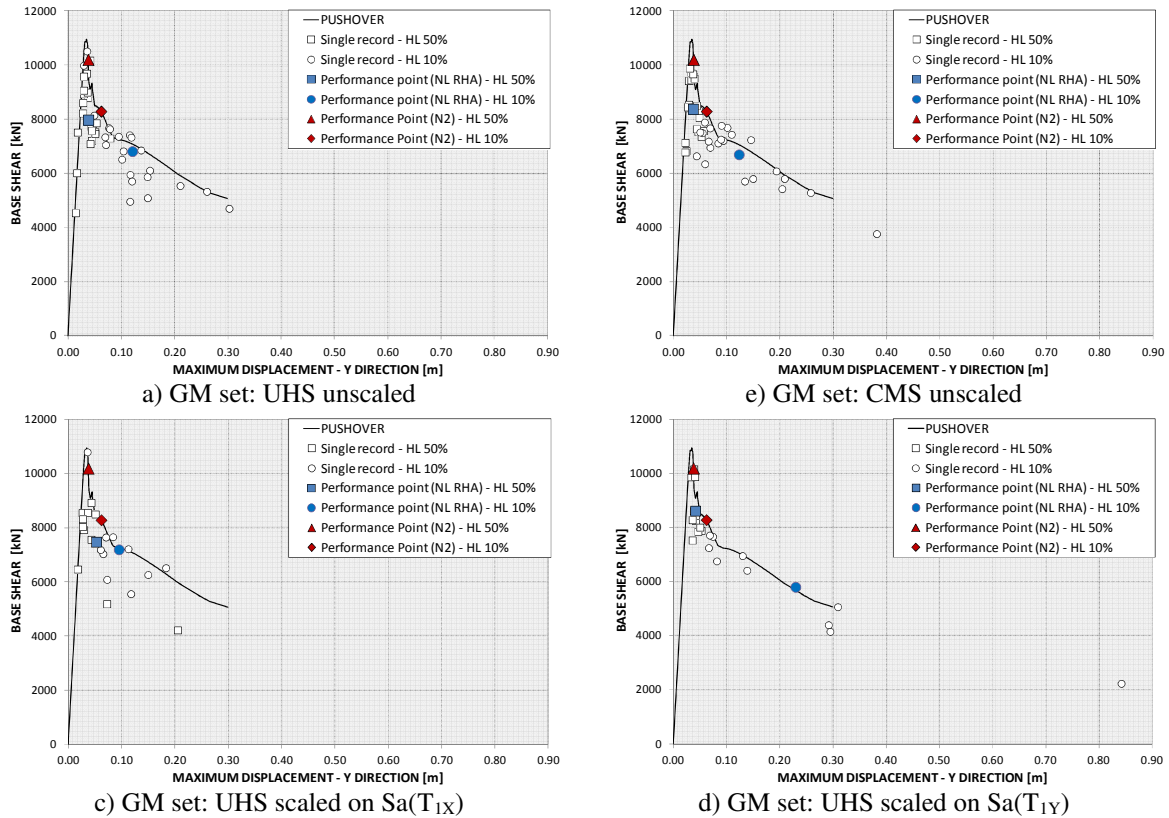 12000
10000
8000
6000
4000
2000
0
BASE SHEAR [kN]
PUSHOVER
Single record - HL 50%
Single record - HL 10%
Performance point (NL RHA) - HL 50%
Performance point (NL RHA) - HL 10%
Performance Point (N2) - HL 50%
Performance Point (N2) - HL 10%
0.00 0.10 0.20 0.30 0.40 0.50 0.60 0.70 0.80 0.90
MAXIMUM DISPLACEMENT - Y DIRECTION [m]
a) GM set: UHS unscaled
12000
10000
8000
6000
4000
2000
0
BASE SHEAR [kN]
PUSHOVER
Single record - HL 50%
Single record - HL 10%
Performance point (NL RHA) - HL 50%
Performance point (NL RHA) - HL 10%
Performance Point (N2) - HL 50%
Performance Point (N2) - HL 10%
0.00 0.10 0.20 0.30 0.40 0.50 0.60 0.70 0.80 0.90
MAXIMUM DISPLACEMENT - Y DIRECTION [m]
e) GM set: CMS unscaled
12000
10000
8000
6000
4000
2000
0
BASE SHEAR [kN]
PUSHOVER
Single record - HL 50%
Single record - HL 10%
Performance point (NL RHA) - HL 50%
Performance point (NL RHA) - HL 10%
Performance Point (N2) - HL 50%
Performance Point (N2) - HL 10%
0.00 0.10 0.20 0.30 0.40 0.50 0.60 0.70 0.80 0.90
MAXIMUM DISPLACEMENT - Y DIRECTION [m]
c) GM set: UHS scaled on Sa(T1X)
12000
10000
8000
6000
4000
2000
0
BASE SHEAR [kN]
PUSHOVER
Single record - HL 50%
Single record - HL 10%
Performance point (NL RHA) - HL 50%
Performance point (NL RHA) - HL 10%
Performance Point (N2) - HL 50%
Performance Point (N2) - HL 10%
0.00 0.10 0.20 0.30 0.40 0.50 0.60 0.70 0.80 0.90
MAXIMUM DISPLACEMENT - Y DIRECTION [m]
d) GM set: UHS scaled on Sa(T1Y)